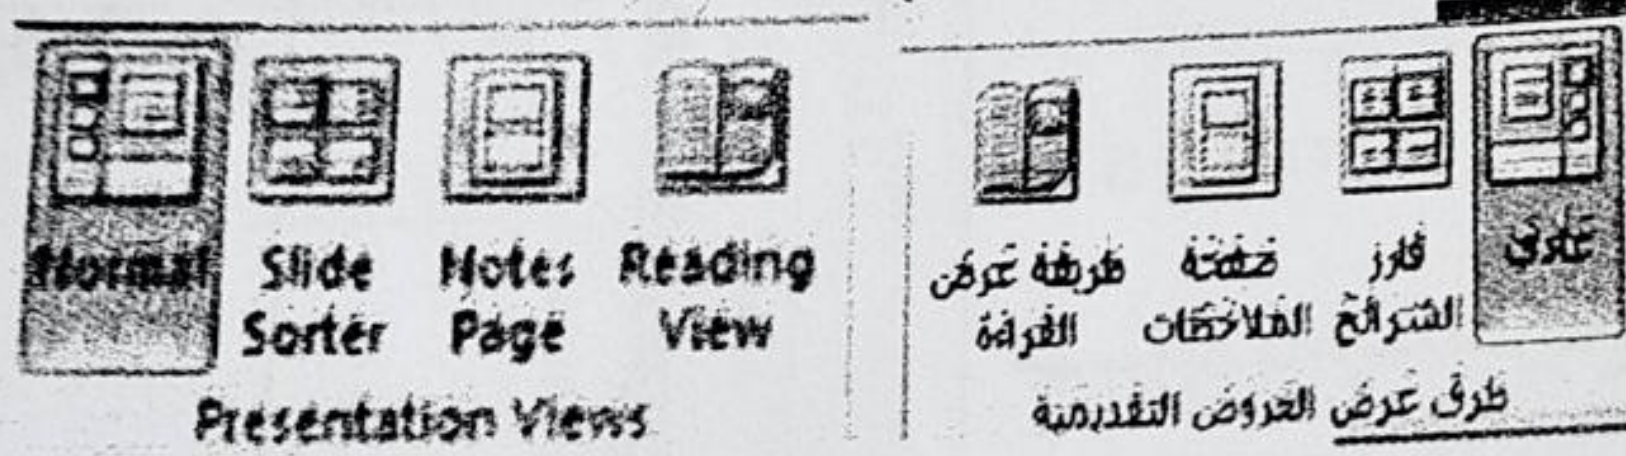 Normal
Slide
Sorter
Notes
Page
Reading
View
Presentation Views
عادي
فارز
الشرائح
صفحة
الملاحظات
طريقة عرض
القراءة
طرق عرض العروض التقديمية